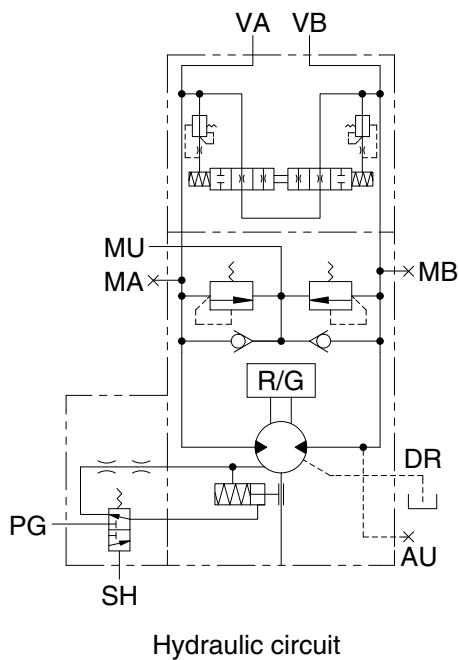 VA VB
MU
MA
MB
R/G
DR
PG
AU
SH
Hydraulic circuit